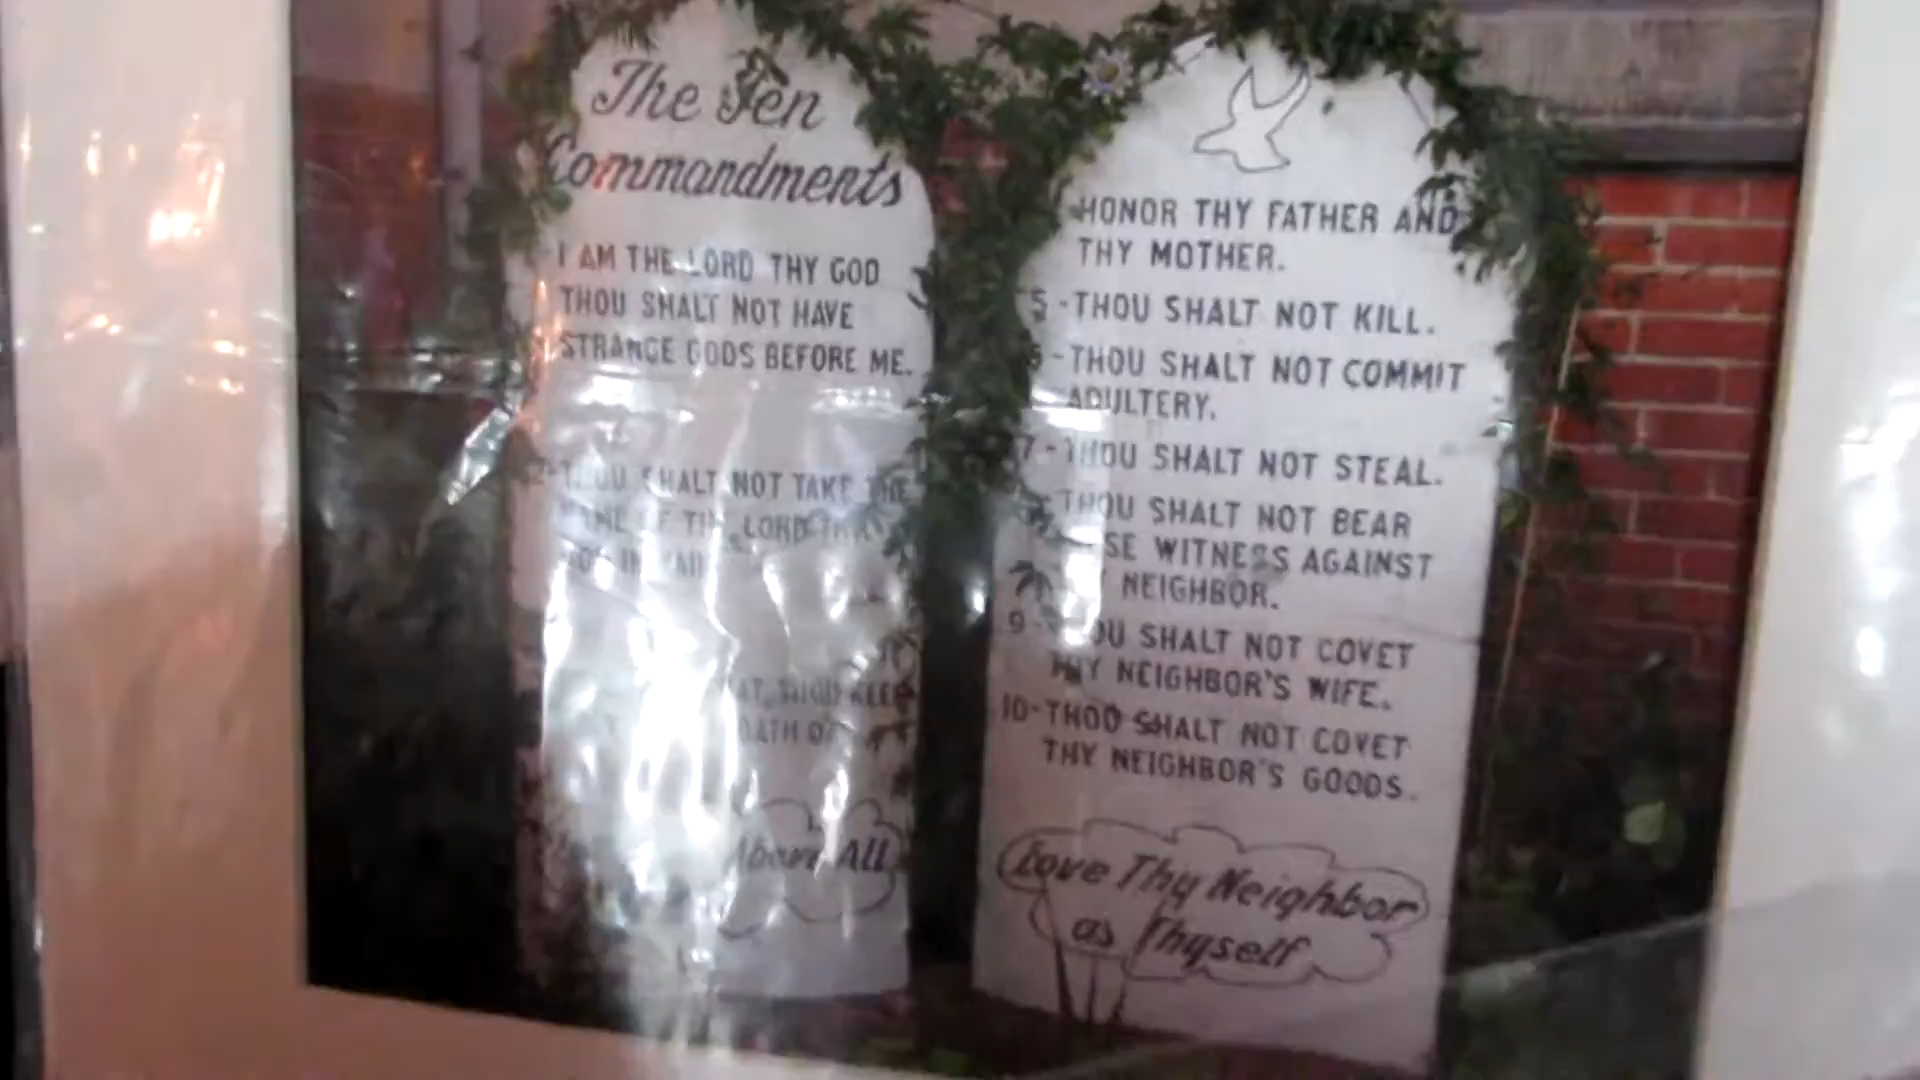 The Ten
Commandments
I AM THE LORD THY GOD
THOU SHALT NOT HAVE
STRANGE GODS BEFORE ME.
SHALT NOT TAKE THE
LORD
THOU KEEP
Above All
HONOR THY FATHER AND
THY MOTHER.
5 - THOU SHALT NOT KILL.
6 - THOU SHALT NOT COMMIT
ADULTERY.
7 - THOU SHALT NOT STEAL.
THOU SHALT NOT BEAR
WITNESS AGAINST
NEIGHBOR.
9 - THOU SHALT NOT COVET
THY NEIGHBOR'S WIFE.
10 - THOU SHALT NOT COVET
THY NEIGHBOR'S GOODS.
Love Thy Neighbor
as Thyself